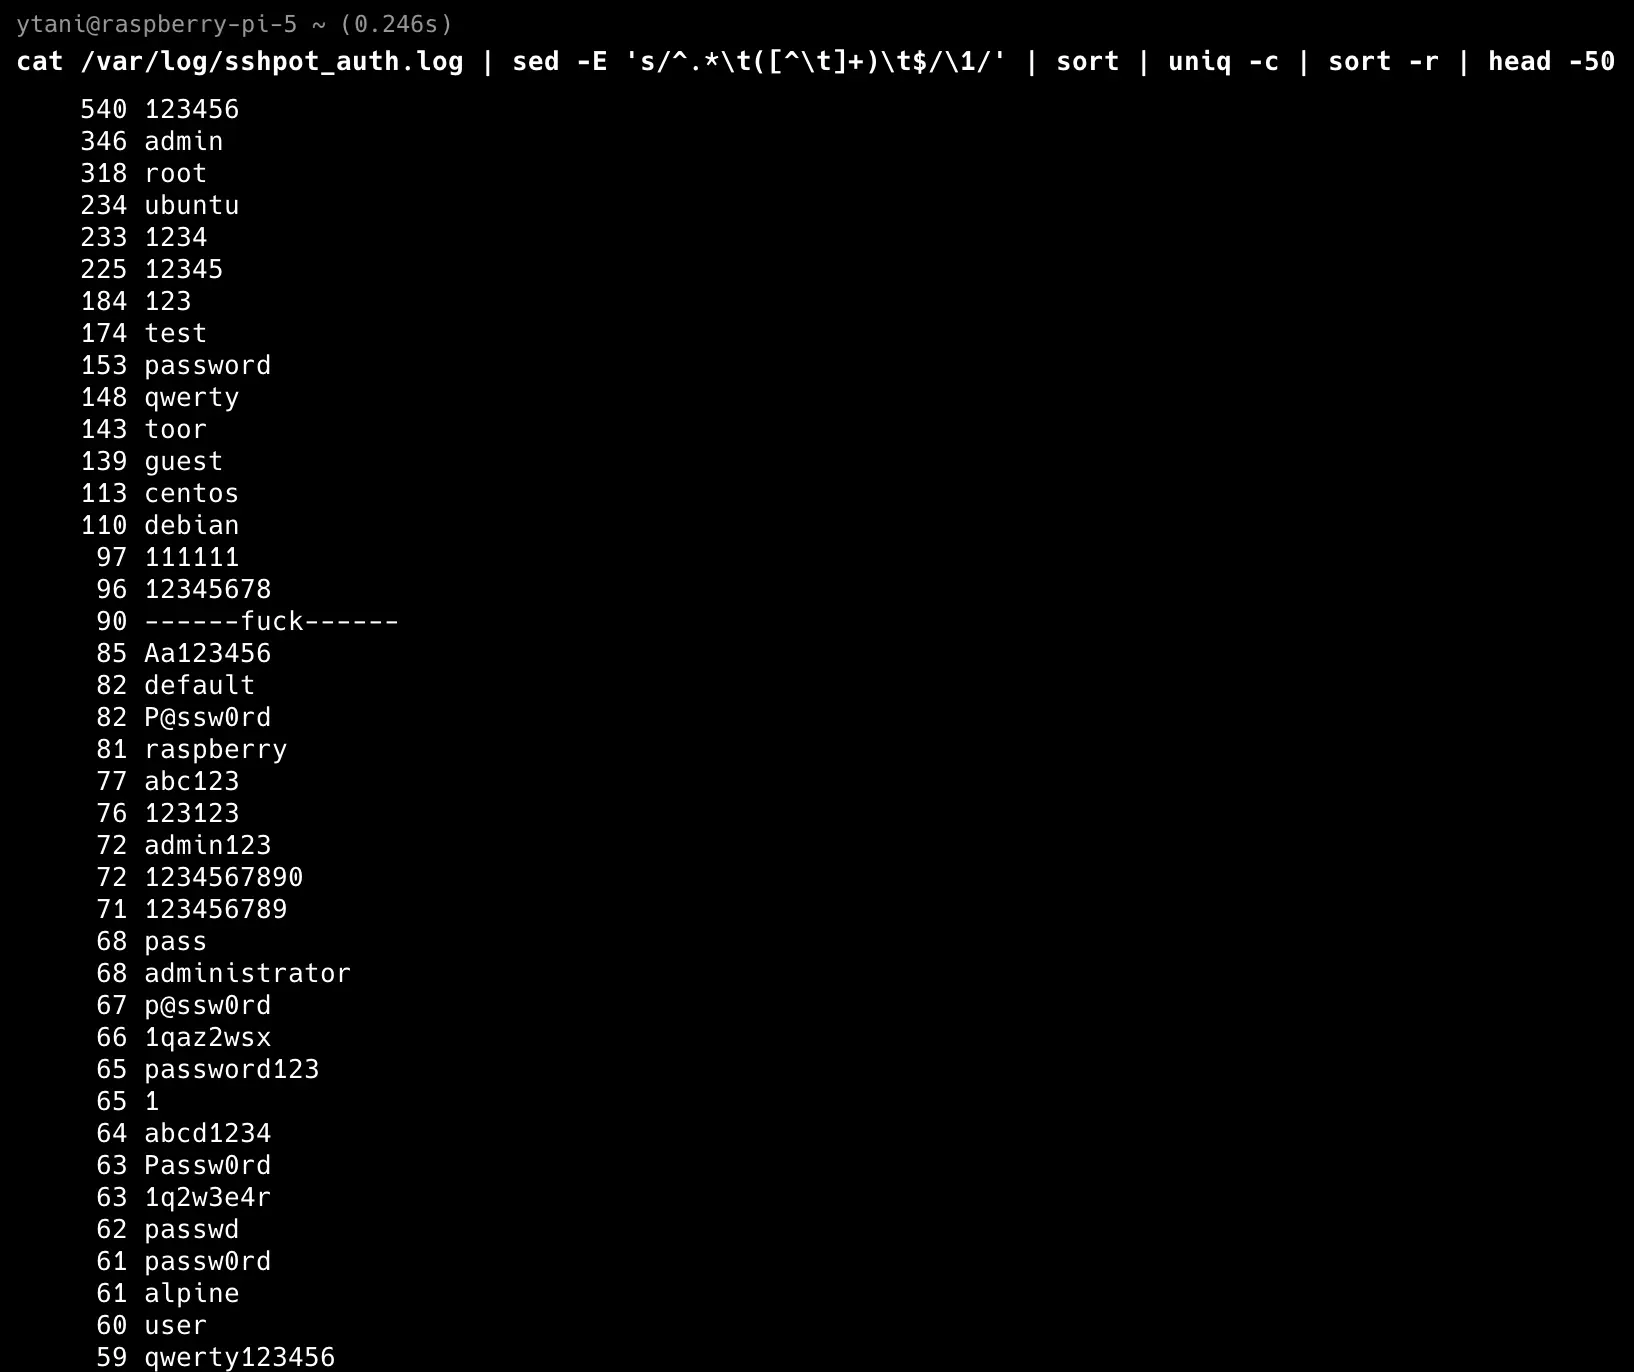 ytani@raspberry-pi-5 ~ (0.246s)
cat /var/log/sshpot_auth.log | sed -E 's/^.*\t([^\t]+)\t$/\1/' | sort | uniq -c | sort -r | head -50
540 123456
346 admin
318 root
234 ubuntu
233 1234
225 12345
184 123
174 test
153 password
148 qwerty
143 toor
139 guest
113 centos
110 debian
97 111111
96 12345678
90 ------fuck------
85 Aa123456
82 default
82 P@ssw0rd
81 raspberry
77 abc123
76 123123
72 admin123
72 1234567890
71 123456789
68 pass
68 administrator
67 p@ssw0rd
66 1qaz2wsx
65 password123
65 1
64 abcd1234
63 Passw0rd
63 1q2w3e4r
62 passwd
61 passw0rd
61 alpine
60 user
59 qwerty123456